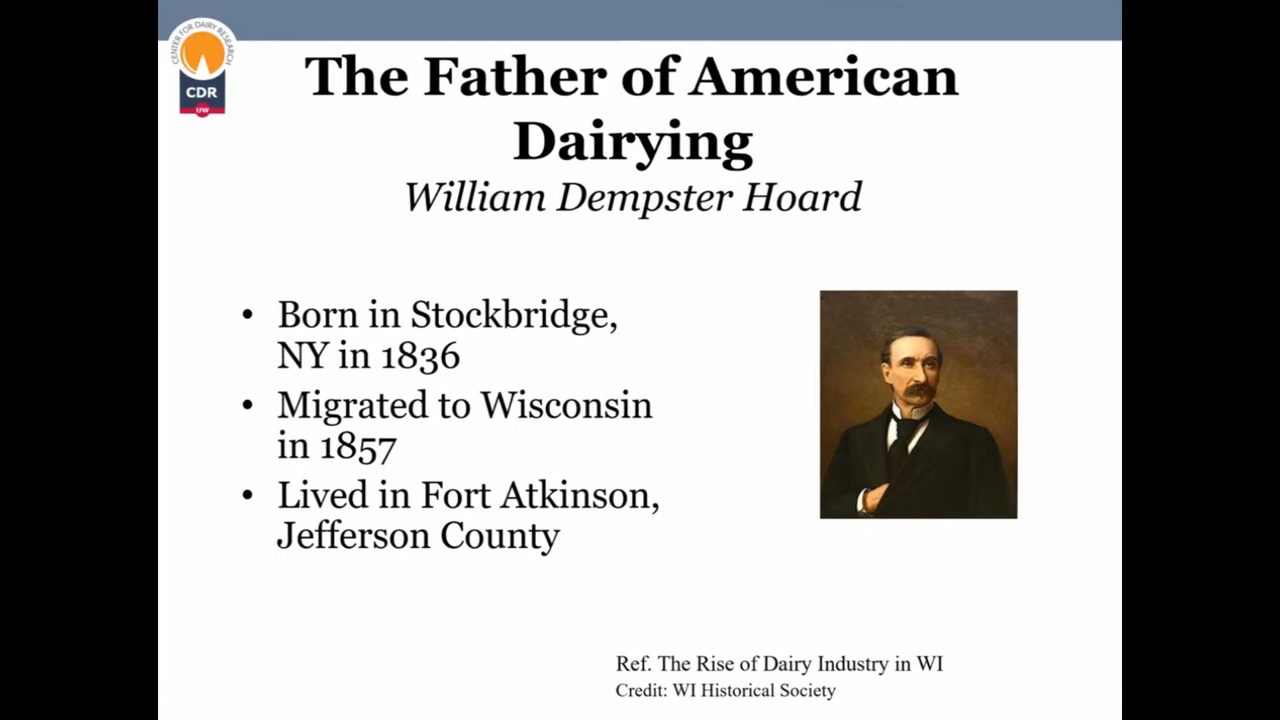 CENTER FOR DAIRY RESEARCH
CDR
UW
The Father of American
Dairying
William Dempster Hoard
• Born in Stockbridge,
NY in 1836
• Migrated to Wisconsin
in 1857
• Lived in Fort Atkinson,
Jefferson County
Ref. The Rise of Dairy Industry in WI
Credit: WI Historical Society